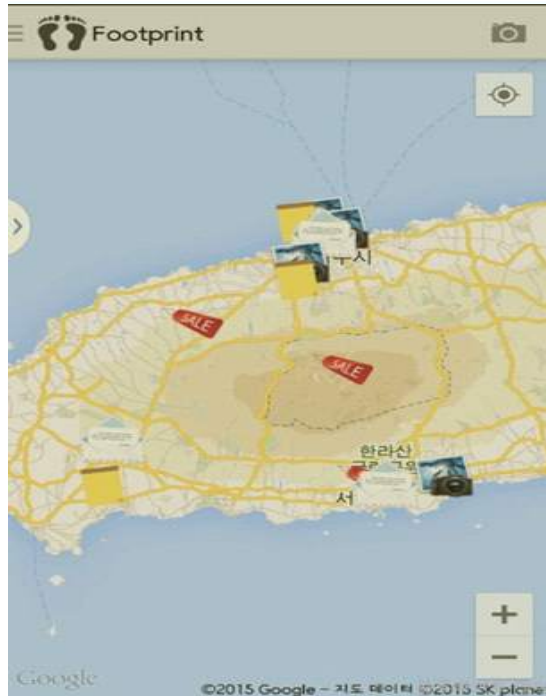 Footprint
SALE
SALE
한라산
서
+
−
Google
©2015 Google - 지도 데이터 ©2015 SK planet